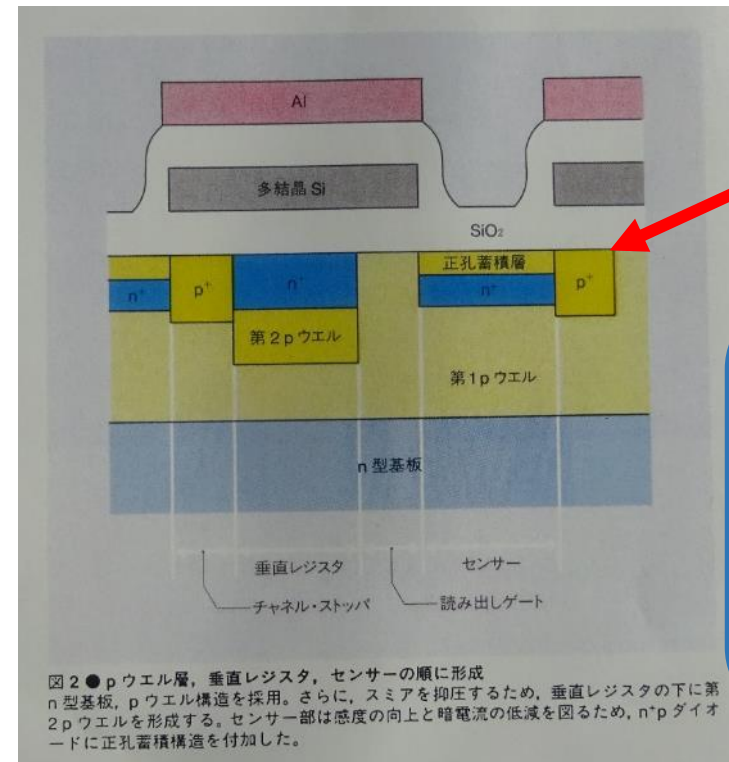 Al
多結晶 Si
SiO₂
正孔蓄積層
n⁺ p⁺ n⁺ n⁺ p⁺
第2pウエル
第1pウエル
n 型基板
垂直レジスタ センサー
チャネル・ストッパ 読み出しゲート
図 2 ● p ウエル層，垂直レジスタ，センサーの順に形成
n 型基板，p ウエル構造を採用。さらに，スミアを抑圧するため，垂直レジスタの下に第
2pウエルを形成する。センサー部は感度の向上と暗電流の低減を図るため，n⁺p ダイオ
ードに正孔蓄積構造を付加した。